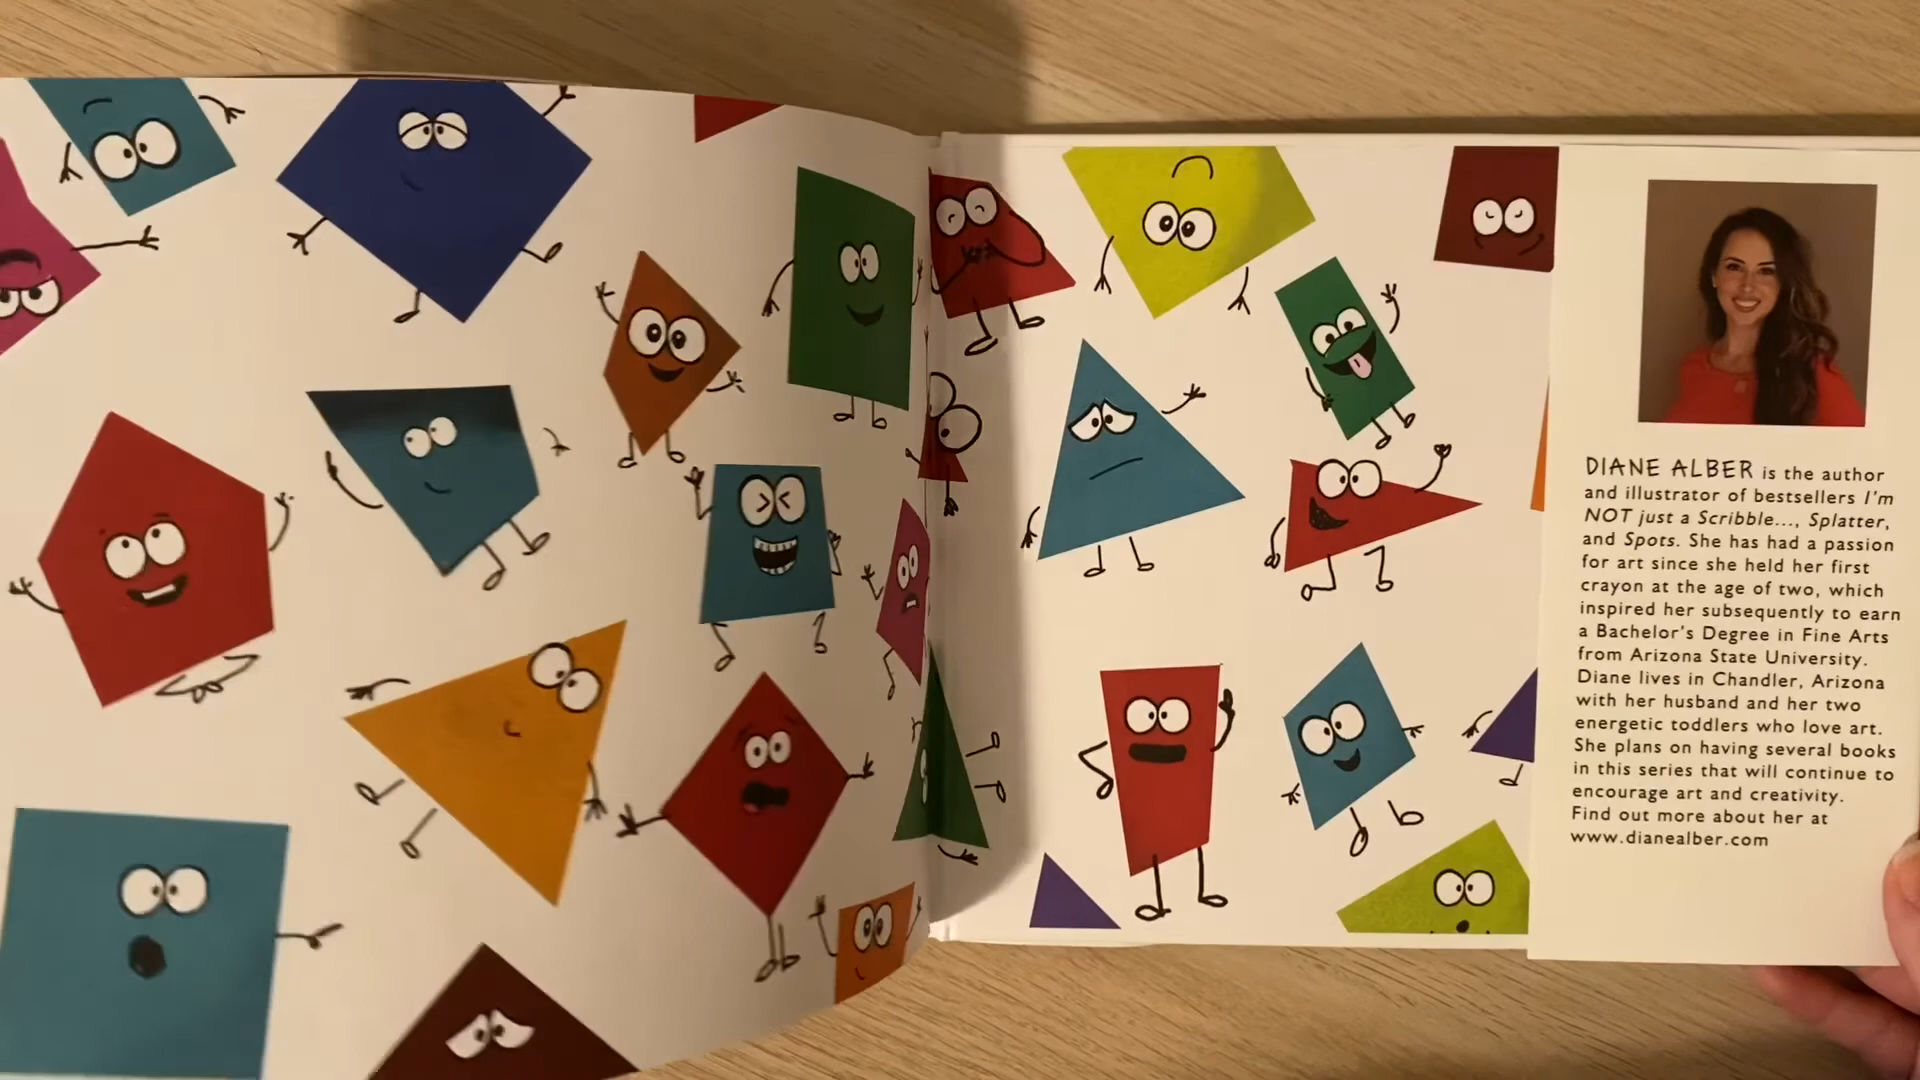 DIANE ALBER is the author
and illustrator of bestsellers I'm
NOT just a Scribble..., Splatter,
and Spots. She has had a passion
for art since she held her first
crayon at the age of two, which
inspired her subsequently to earn
a Bachelor's Degree in Fine Arts
from Arizona State University.
Diane lives in Chandler, Arizona
with her husband and her two
energetic toddlers who love art.
She plans on having several books
in this series that will continue to
encourage art and creativity.
Find out more about her at
www.dianealber.com